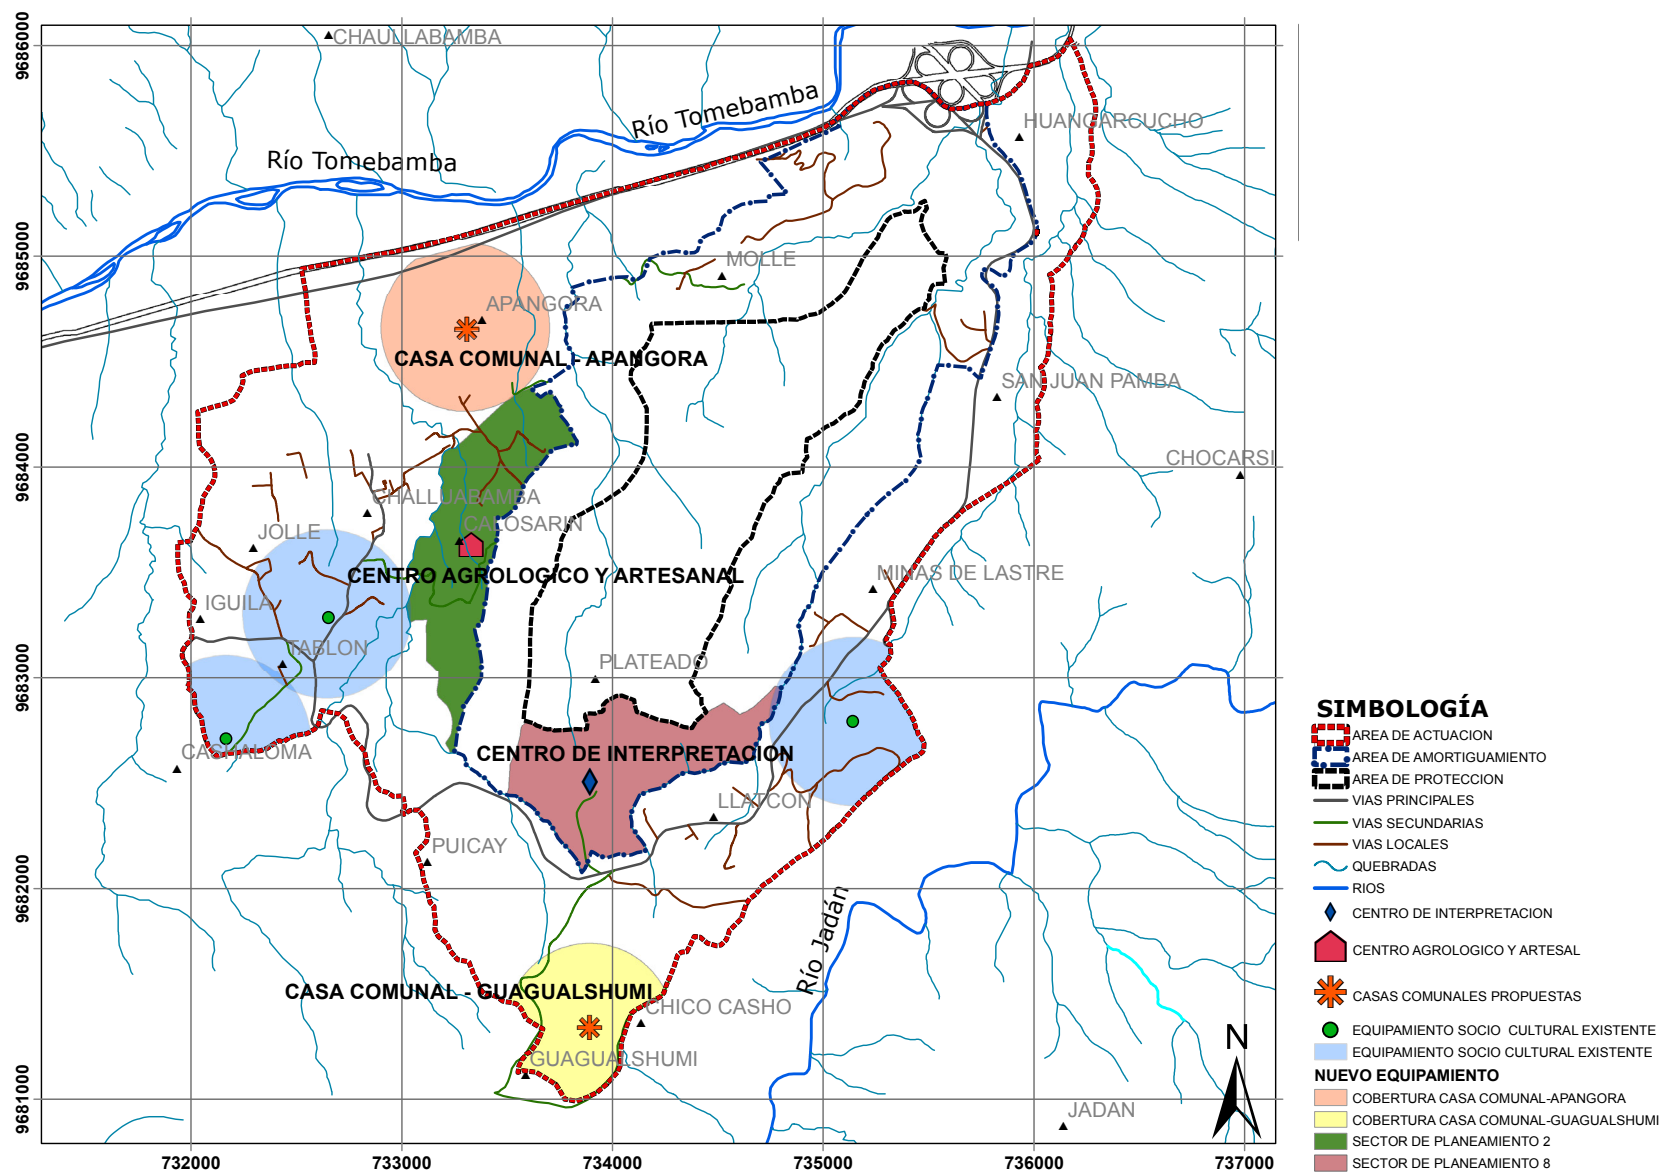 9686000
9685000
9684000
9683000
9682000
9681000
732000
733000
734000
735000
736000
737000
CHAULLABAMBA
Río Tomebamba
Río Tomebamba
HUANGARCUCHO
MOLLE
APANGORA
CASA COMUNAL - APANGORA
SAN JUAN PAMBA
CHOCARSI
CHALLUABAMBA
CALOSARIN
JOLLE
CENTRO AGROLOGICO Y ARTESANAL
MINAS DE LASTRE
IGUILA
TABLON
PLATEADO
CASHALOMA
CENTRO DE INTERPRETACION
LLATCON
PUICAY
Río Jadán
CASA COMUNAL - GUAGUALSHUMI
CHICO CASHO
GUAGUALSHUMI
JADAN
N
SIMBOLOGÍA
AREA DE ACTUACION
AREA DE AMORTIGUAMIENTO
AREA DE PROTECCION
VIAS PRINCIPALES
VIAS SECUNDARIAS
VIAS LOCALES
QUEBRADAS
RIOS
CENTRO DE INTERPRETACION
CENTRO AGROLOGICO Y ARTESAL
CASAS COMUNALES PROPUESTAS
EQUIPAMIENTO SOCIO CULTURAL EXISTENTE
EQUIPAMIENTO SOCIO CULTURAL EXISTENTE
NUEVO EQUIPAMIENTO
COBERTURA CASA COMUNAL-APANGORA
COBERTURA CASA COMUNAL-GUAGUALSHUMI
SECTOR DE PLANEAMIENTO 2
SECTOR DE PLANEAMIENTO 8